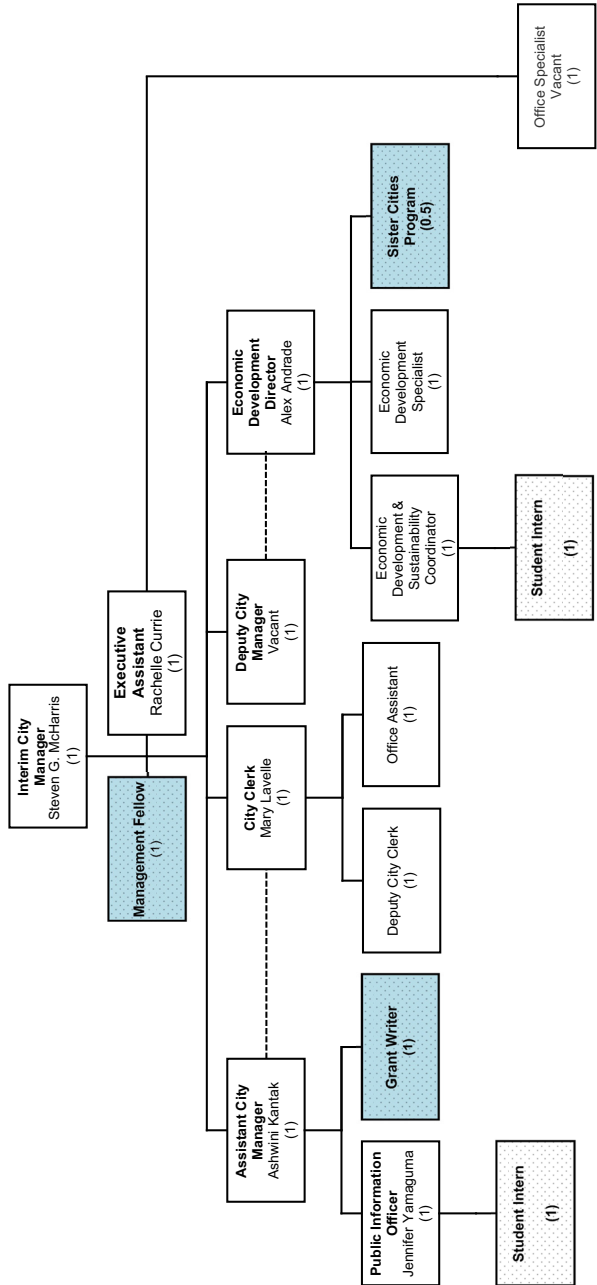 Interim City
Manager
Steven G. McHarris
(1)
Management Fellow
(1)
Executive
Assistant
Rachelle Currie
(1)
Assistant City
Manager
Ashwini Kantak
(1)
City Clerk
Mary Lavelle
(1)
Deputy City
Manager
Vacant
(1)
Economic
Development
Director
Alex Andrade
(1)
Public Information
Officer
Jennifer Yamaguma
(1)
Grant Writer
(1)
Deputy City Clerk
(1)
Office Assistant
(1)
Economic
Development &
Sustainability
Coordinator
(1)
Economic
Development
Specialist
(1)
Sister Cities
Program
(0.5)
Student Intern
(1)
Student Intern
(1)
Office Specialist
Vacant
(1)